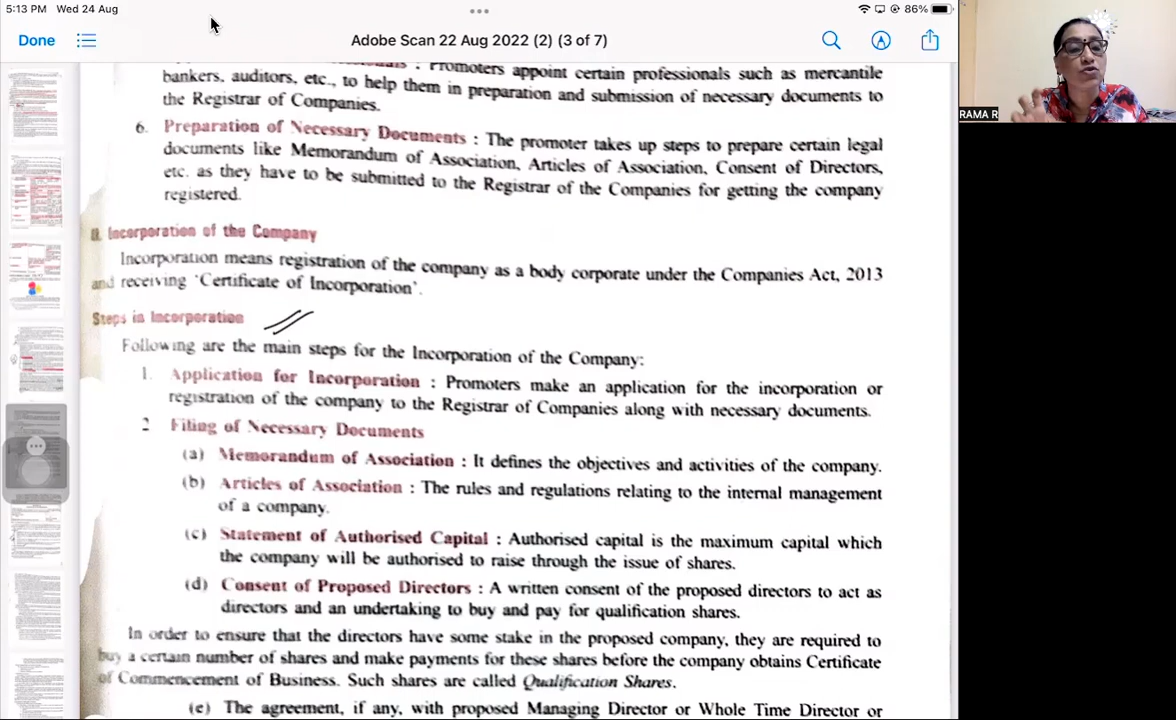 5:13 PM Wed 24 Aug
86%
Done
Adobe Scan 22 Aug 2022 (2) (3 of 7)
RAMA R
: Promoters appoint certain professionals such as mercantile
bankers, auditors, etc., to help them in preparation and submission of necessary documents to
the Registrar of Companies.
6. Preparation of Necessary Documents : The promoter takes up steps to prepare certain legal
documents like Memorandum of Association, Articles of Association, Consent of Directors,
etc. as they have to be submitted to the Registrar of the Companies for getting the company
registered.
II. Incorporation of the Company
Incorporation means registration of the company as a body corporate under the Companies Act, 2013
and receiving 'Certificate of Incorporation'.
Steps in Incorporation
Following are the main steps for the Incorporation of the Company:
1. Application for Incorporation : Promoters make an application for the incorporation or
registration of the company to the Registrar of Companies along with necessary documents.
2 Filing of Necessary Documents
(a) Memorandum of Association : It defines the objectives and activities of the company.
(b) Articles of Association : The rules and regulations relating to the internal management
of a company.
(c) Statement of Authorised Capital : Authorised capital is the maximum capital which
the company will be authorised to raise through the issue of shares.
(d) Consent of Proposed Directors : A written consent of the proposed directors to act as
directors and an undertaking to buy and pay for qualification shares.
In order to ensure that the directors have some stake in the proposed company, they are required to
buy a certain number of shares and make payments for these shares before the company obtains Certificate
of Commencement of Business. Such shares are called Qualification Shares.
(e) The agreement, if any, with proposed Managing Director or Whole Time Director or